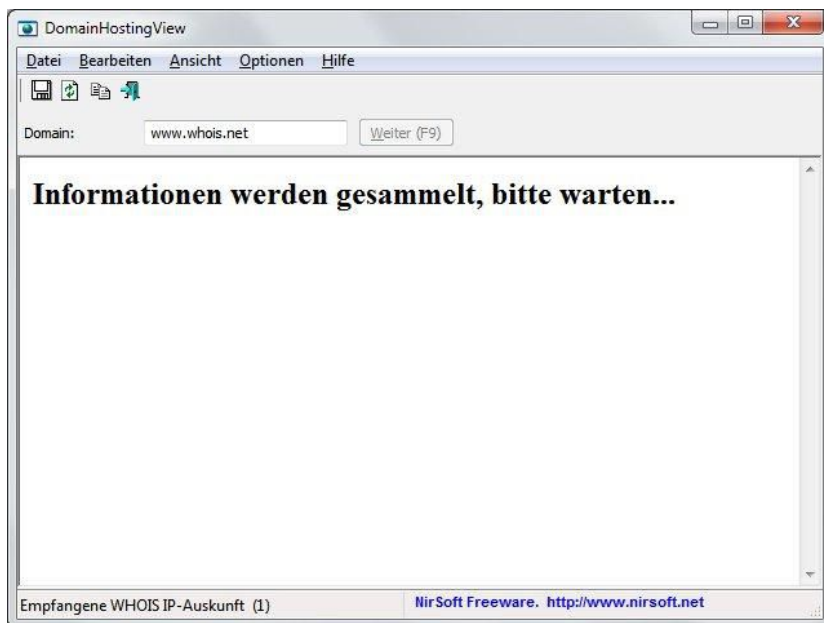 DomainHostingView
Datei Bearbeiten Ansicht Optionen Hilfe
Domain: www.whois.net Weiter (F9)
Informationen werden gesammelt, bitte warten...
Empfangene WHOIS IP-Auskunft (1) NirSoft Freeware. http://www.nirsoft.net